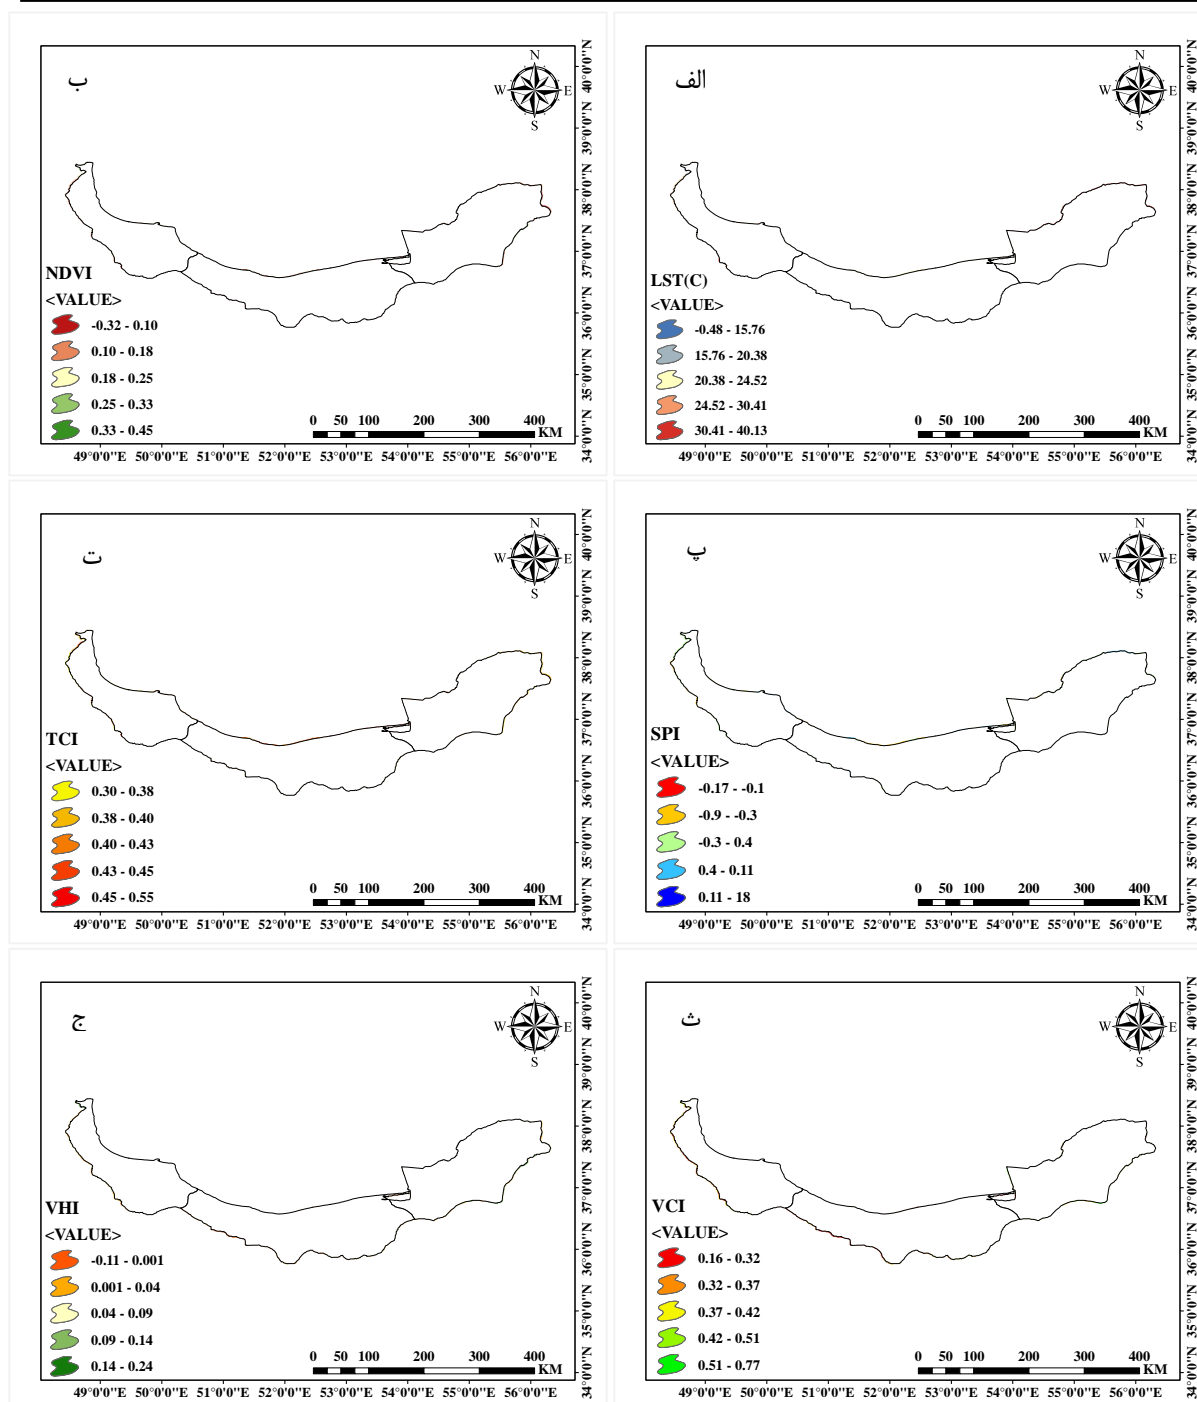 الف
N
W E
S
40°0'0"N
39°0'0"N
38°0'0"N
37°0'0"N
36°0'0"N
35°0'0"N
34°0'0"N
LST(C)
<VALUE>
-0.48 - 15.76
15.76 - 20.38
20.38 - 24.52
24.52 - 30.41
30.41 - 40.13
0 50 100 200 300 400
KM
49°0'0"E 50°0'0"E 51°0'0"E 52°0'0"E 53°0'0"E 54°0'0"E 55°0'0"E 56°0'0"E
ب
N
W E
S
40°0'0"N
39°0'0"N
38°0'0"N
37°0'0"N
36°0'0"N
35°0'0"N
34°0'0"N
NDVI
<VALUE>
-0.32 - 0.10
0.10 - 0.18
0.18 - 0.25
0.25 - 0.33
0.33 - 0.45
0 50 100 200 300 400
KM
49°0'0"E 50°0'0"E 51°0'0"E 52°0'0"E 53°0'0"E 54°0'0"E 55°0'0"E 56°0'0"E
پ
N
W E
S
40°0'0"N
39°0'0"N
38°0'0"N
37°0'0"N
36°0'0"N
35°0'0"N
34°0'0"N
SPI
<VALUE>
-0.17 - -0.1
-0.9 - -0.3
-0.3 - 0.4
0.4 - 0.11
0.11 - 18
0 50 100 200 300 400
KM
49°0'0"E 50°0'0"E 51°0'0"E 52°0'0"E 53°0'0"E 54°0'0"E 55°0'0"E 56°0'0"E
ت
N
W E
S
40°0'0"N
39°0'0"N
38°0'0"N
37°0'0"N
36°0'0"N
35°0'0"N
34°0'0"N
TCI
<VALUE>
0.30 - 0.38
0.38 - 0.40
0.40 - 0.43
0.43 - 0.45
0.45 - 0.55
0 50 100 200 300 400
KM
49°0'0"E 50°0'0"E 51°0'0"E 52°0'0"E 53°0'0"E 54°0'0"E 55°0'0"E 56°0'0"E
ث
N
W E
S
40°0'0"N
39°0'0"N
38°0'0"N
37°0'0"N
36°0'0"N
35°0'0"N
34°0'0"N
VCI
<VALUE>
0.16 - 0.32
0.32 - 0.37
0.37 - 0.42
0.42 - 0.51
0.51 - 0.77
0 50 100 200 300 400
KM
49°0'0"E 50°0'0"E 51°0'0"E 52°0'0"E 53°0'0"E 54°0'0"E 55°0'0"E 56°0'0"E
ج
N
W E
S
40°0'0"N
39°0'0"N
38°0'0"N
37°0'0"N
36°0'0"N
35°0'0"N
34°0'0"N
VHI
<VALUE>
-0.11 - 0.001
0.001 - 0.04
0.04 - 0.09
0.09 - 0.14
0.14 - 0.24
0 50 100 200 300 400
KM
49°0'0"E 50°0'0"E 51°0'0"E 52°0'0"E 53°0'0"E 54°0'0"E 55°0'0"E 56°0'0"E